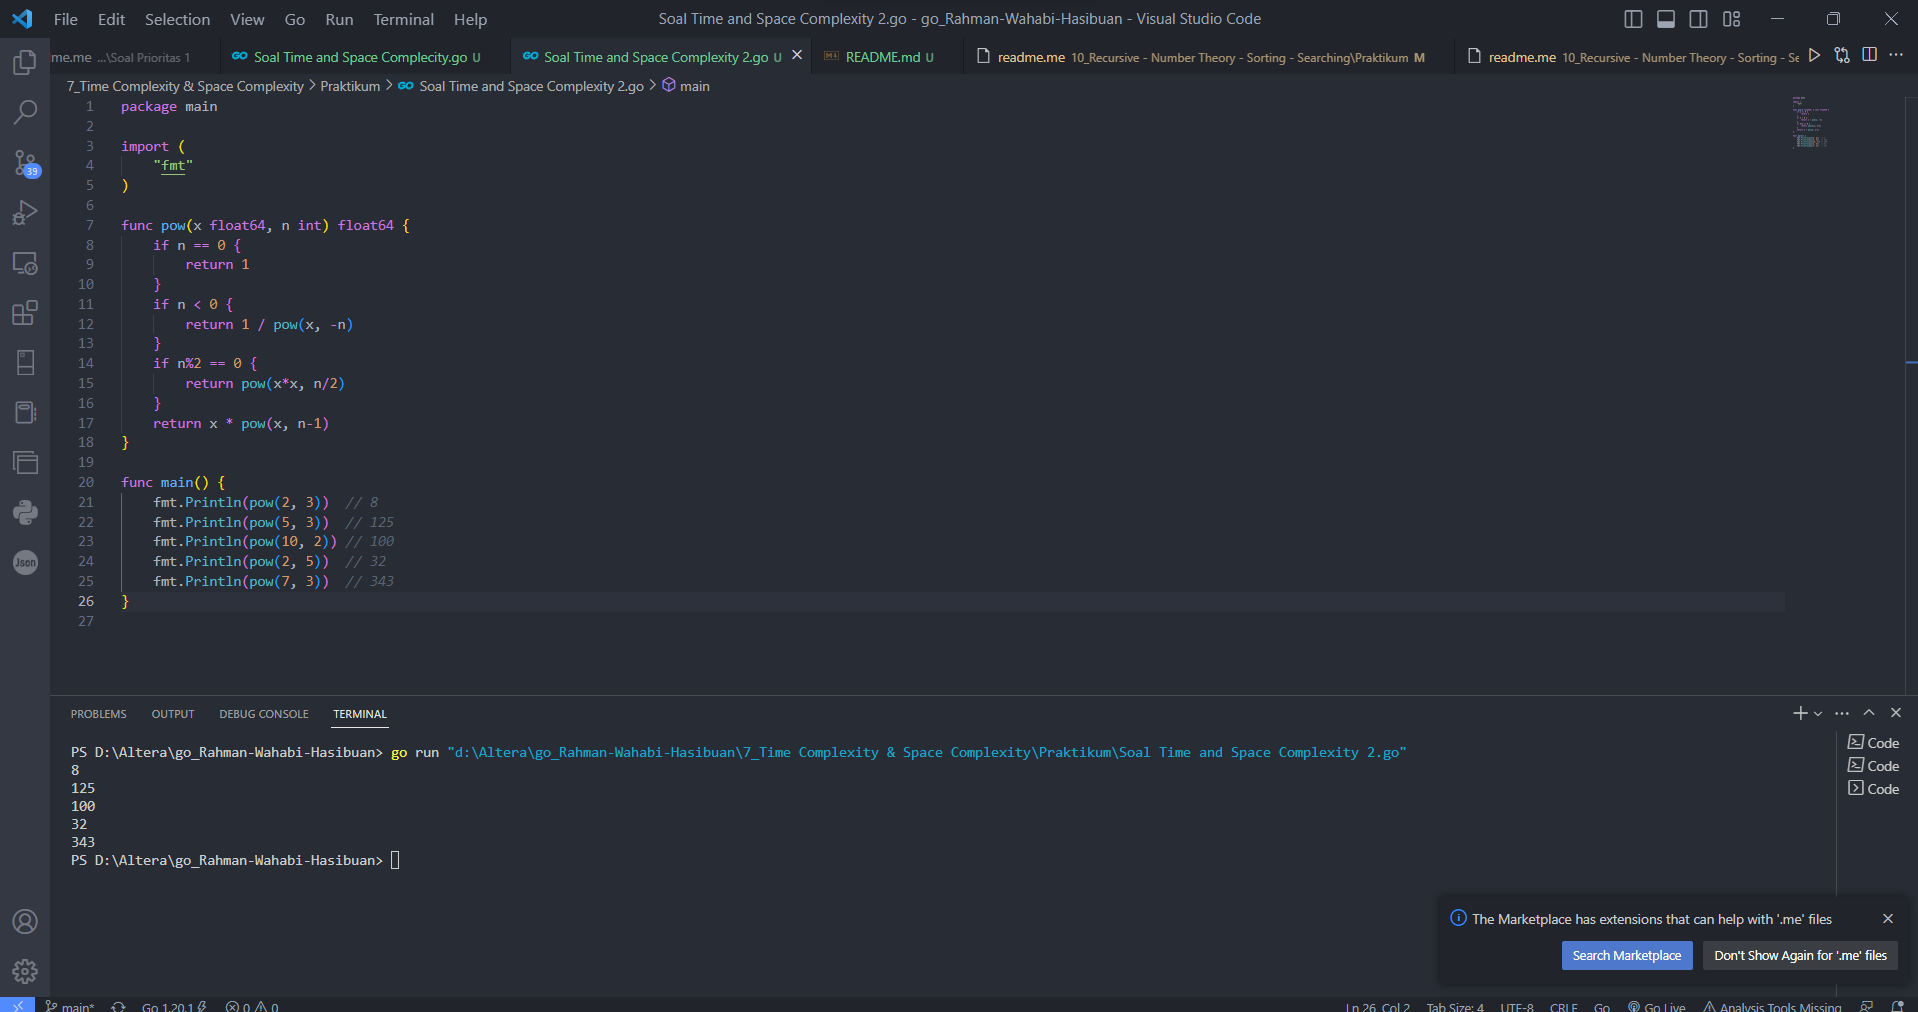 File Edit Selection View Go Run Terminal Help
Soal Time and Space Complexity 2.go - go_Rahman-Wahabi-Hasibuan - Visual Studio Code
me.me ...\Soal Prioritas 1
GO Soal Time and Space Complecity.go U
GO Soal Time and Space Complexity 2.go U
README.md U
readme.me 10_Recursive - Number Theory - Sorting - Searching\Praktikum M
readme.me 10_Recursive - Number Theory - Sorting - Se
7_Time Complexity & Space Complexity > Praktikum > GO Soal Time and Space Complexity 2.go > main
1 package main
2
3 import (
4 "fmt"
5 )
6
7 func pow(x float64, n int) float64 {
8 if n == 0 {
9 return 1
10 }
11 if n < 0 {
12 return 1 / pow(x, -n)
13 }
14 if n%2 == 0 {
15 return pow(x*x, n/2)
16 }
17 return x * pow(x, n-1)
18 }
19
20 func main() {
21 fmt.Println(pow(2, 3)) // 8
22 fmt.Println(pow(5, 3)) // 125
23 fmt.Println(pow(10, 2)) // 100
24 fmt.Println(pow(2, 5)) // 32
25 fmt.Println(pow(7, 3)) // 343
26 }
27
39
Json
PROBLEMS OUTPUT DEBUG CONSOLE TERMINAL
PS D:\Altera\go_Rahman-Wahabi-Hasibuan> go run "d:\Altera\go_Rahman-Wahabi-Hasibuan\7_Time Complexity & Space Complexity\Praktikum\Soal Time and Space Complexity 2.go"
8
125
100
32
343
PS D:\Altera\go_Rahman-Wahabi-Hasibuan>
Code
Code
Code
The Marketplace has extensions that can help with '.me' files
Search Marketplace
Don't Show Again for '.me' files
main* Go 1.20.1 0 0
Ln 26, Col 2 Tab Size: 4 UTF-8 CRLF Go Go Live Analysis Tools Missing